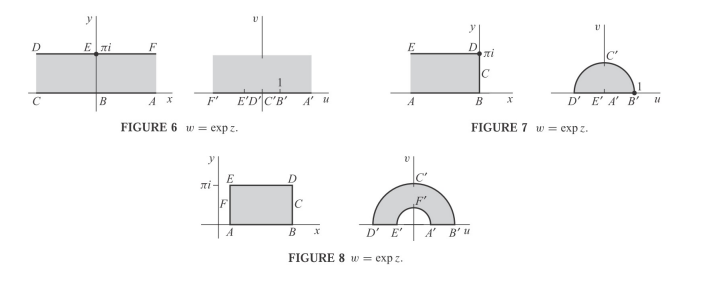 y v
D E πi F
1
C B A x F′ E′ D′ C′ B′ A′ u
FIGURE 6 w = exp z.
y v
E D πi C′
C
1
A B x D′ E′ A′ B′ u
FIGURE 7 w = exp z.
y v
πi E D C′
F C F′
A B x D′ E′ A′ B′ u
FIGURE 8 w = exp z.